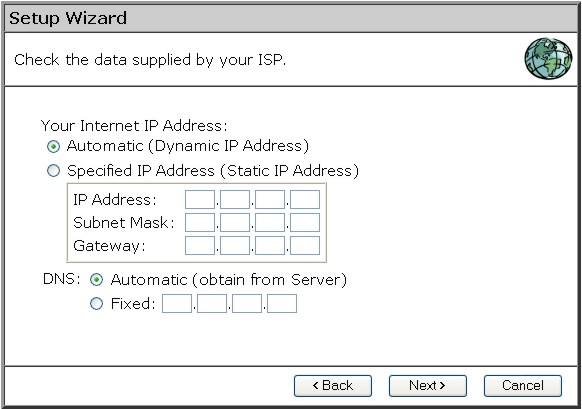 Setup Wizard
Check the data supplied by your ISP.
Your Internet IP Address:
Automatic (Dynamic IP Address)
Specified IP Address (Static IP Address)
IP Address: . . .
Subnet Mask: . . .
Gateway: . . .
DNS: Automatic (obtain from Server)
Fixed: . . .
< Back Next > Cancel